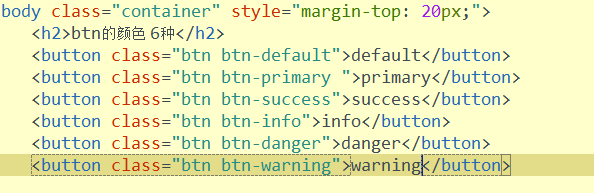 body class="container" style="margin-top: 20px;">
<h2>btn的颜色 6种</h2>
<button class="btn btn-default">default</button>
<button class="btn btn-primary ">primary</button>
<button class="btn btn-success">success</button>
<button class="btn btn-info">info</button>
<button class="btn btn-danger">danger</button>
<button class="btn btn-warning">warning</button>